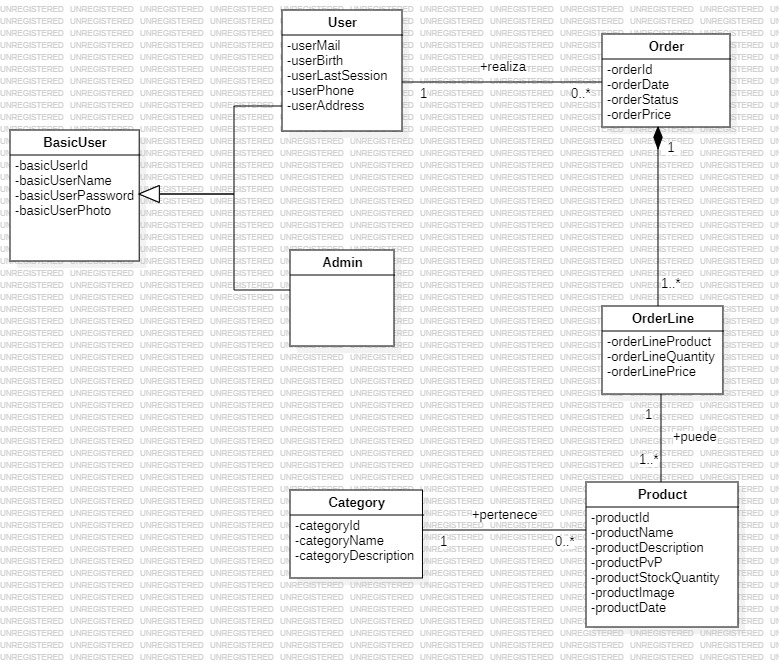 User
-userMail
-userBirth
-userLastSession
-userPhone
-userAddress
+realiza
1
0..*
Order
-orderId
-orderDate
-orderStatus
-orderPrice
1
BasicUser
-basicUserId
-basicUserName
-basicUserPassword
-basicUserPhoto
Admin
1..*
OrderLine
-orderLineProduct
-orderLineQuantity
-orderLinePrice
1
+puede
1..*
Category
-categoryId
-categoryName
-categoryDescription
+pertenece
1
0..*
Product
-productId
-productName
-productDescription
-productPvP
-productStockQuantity
-productImage
-productDate
UNREGISTERED